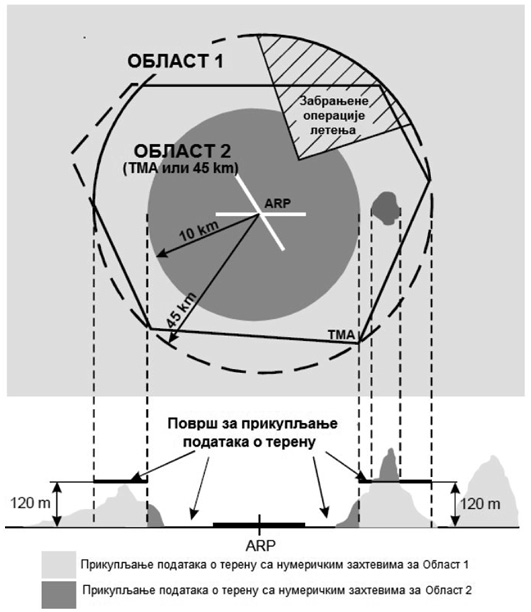 ОБЛАСТ 1
Забрањене
операције
летења
ОБЛАСТ 2
(TMA или 45 km)
ARP
10 km
45 km
TMA
Површ за прикупљање
података о терену
120 m
120 m
ARP
Прикупљање података о терену са нумеричким захтевима за Област 1
Прикупљање података о терену са нумеричким захтевима за Област 2